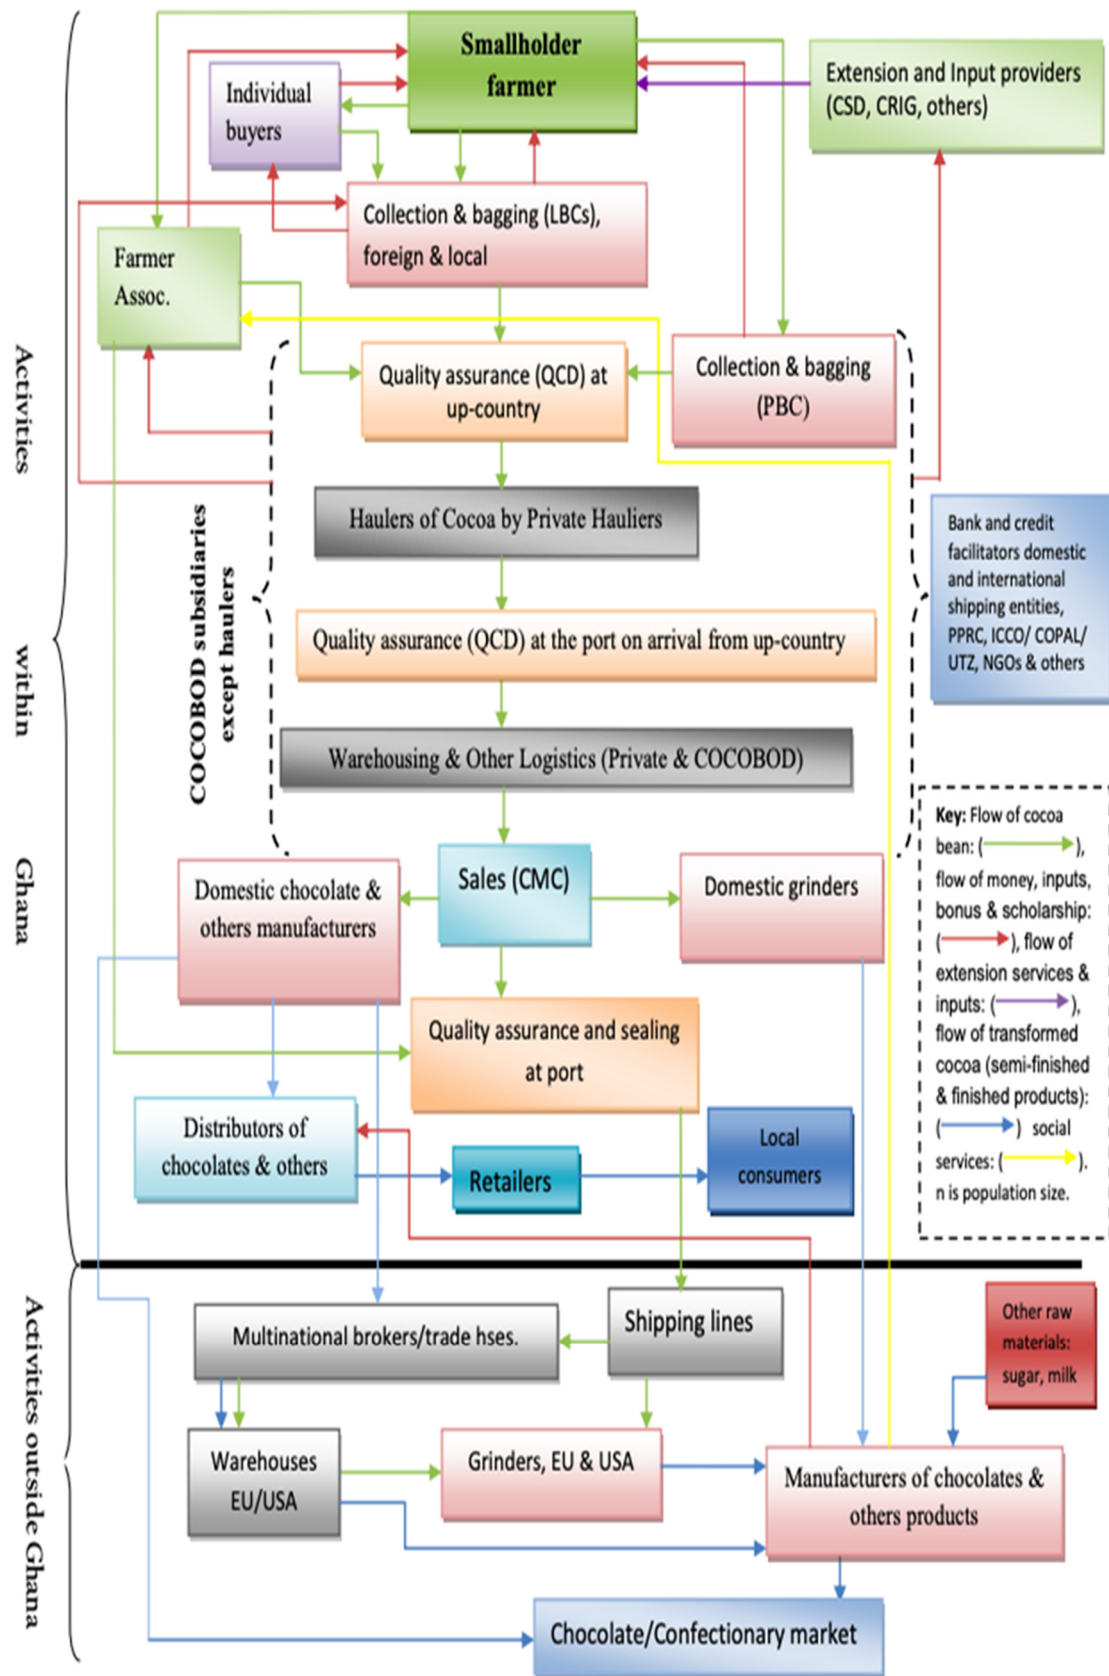 Smallholder
farmer
Individual
buyers
Extension and Input providers
(CSD, CRIG, others)
Collection & bagging (LBCs),
foreign & local
Farmer
Assoc.
Quality assurance (QCD) at
up-country
Collection & bagging
(PBC)
Haulers of Cocoa by Private Hauliers
Bank and credit
facilitators domestic
and international
shipping entities,
PPRC, ICCO/ COPAL/
UTZ, NGOs & others
Quality assurance (QCD) at the port on arrival from up-country
COCOBOD subsidiaries
except haulers
Warehousing & Other Logistics (Private & COCOBOD)
Activities within Ghana
Key: Flow of cocoa
bean: ( ),
flow of money, inputs,
bonus & scholarship:
( ), flow of
extension services &
inputs: ( ),
flow of transformed
cocoa (semi-finished
& finished products):
( ) social
services: ( ).
n is population size.
Domestic chocolate &
others manufacturers
Sales (CMC)
Domestic grinders
Quality assurance and sealing
at port
Distributors of
chocolates & others
Retailers
Local
consumers
Activities outside Ghana
Multinational brokers/trade hses.
Shipping lines
Other raw
materials:
sugar, milk
Warehouses
EU/USA
Grinders, EU & USA
Manufacturers of chocolates &
others products
Chocolate/Confectionary market